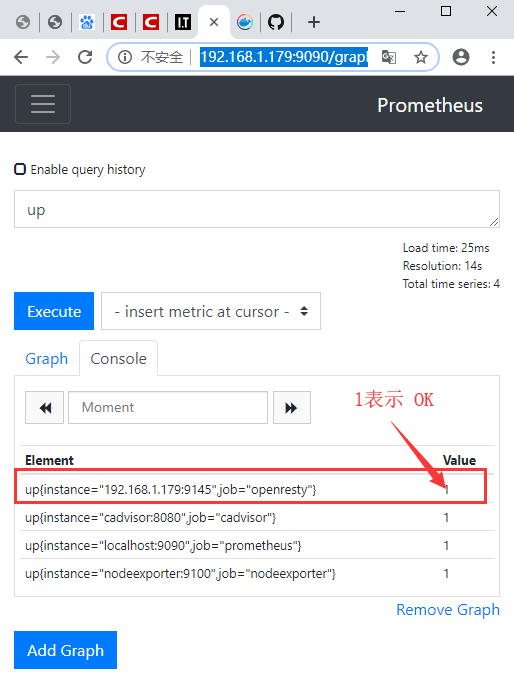 不安全
192.168.1.179:9090/graph
Prometheus
Enable query history
up
Load time: 25ms
Resolution: 14s
Total time series: 4
Execute
- insert metric at cursor -
Graph
Console
Moment
1表示 OK
Element Value
up{instance="192.168.1.179:9145",job="openresty"} 1
up{instance="cadvisor:8080",job="cadvisor"} 1
up{instance="localhost:9090",job="prometheus"} 1
up{instance="nodeexporter:9100",job="nodeexporter"} 1
Remove Graph
Add Graph